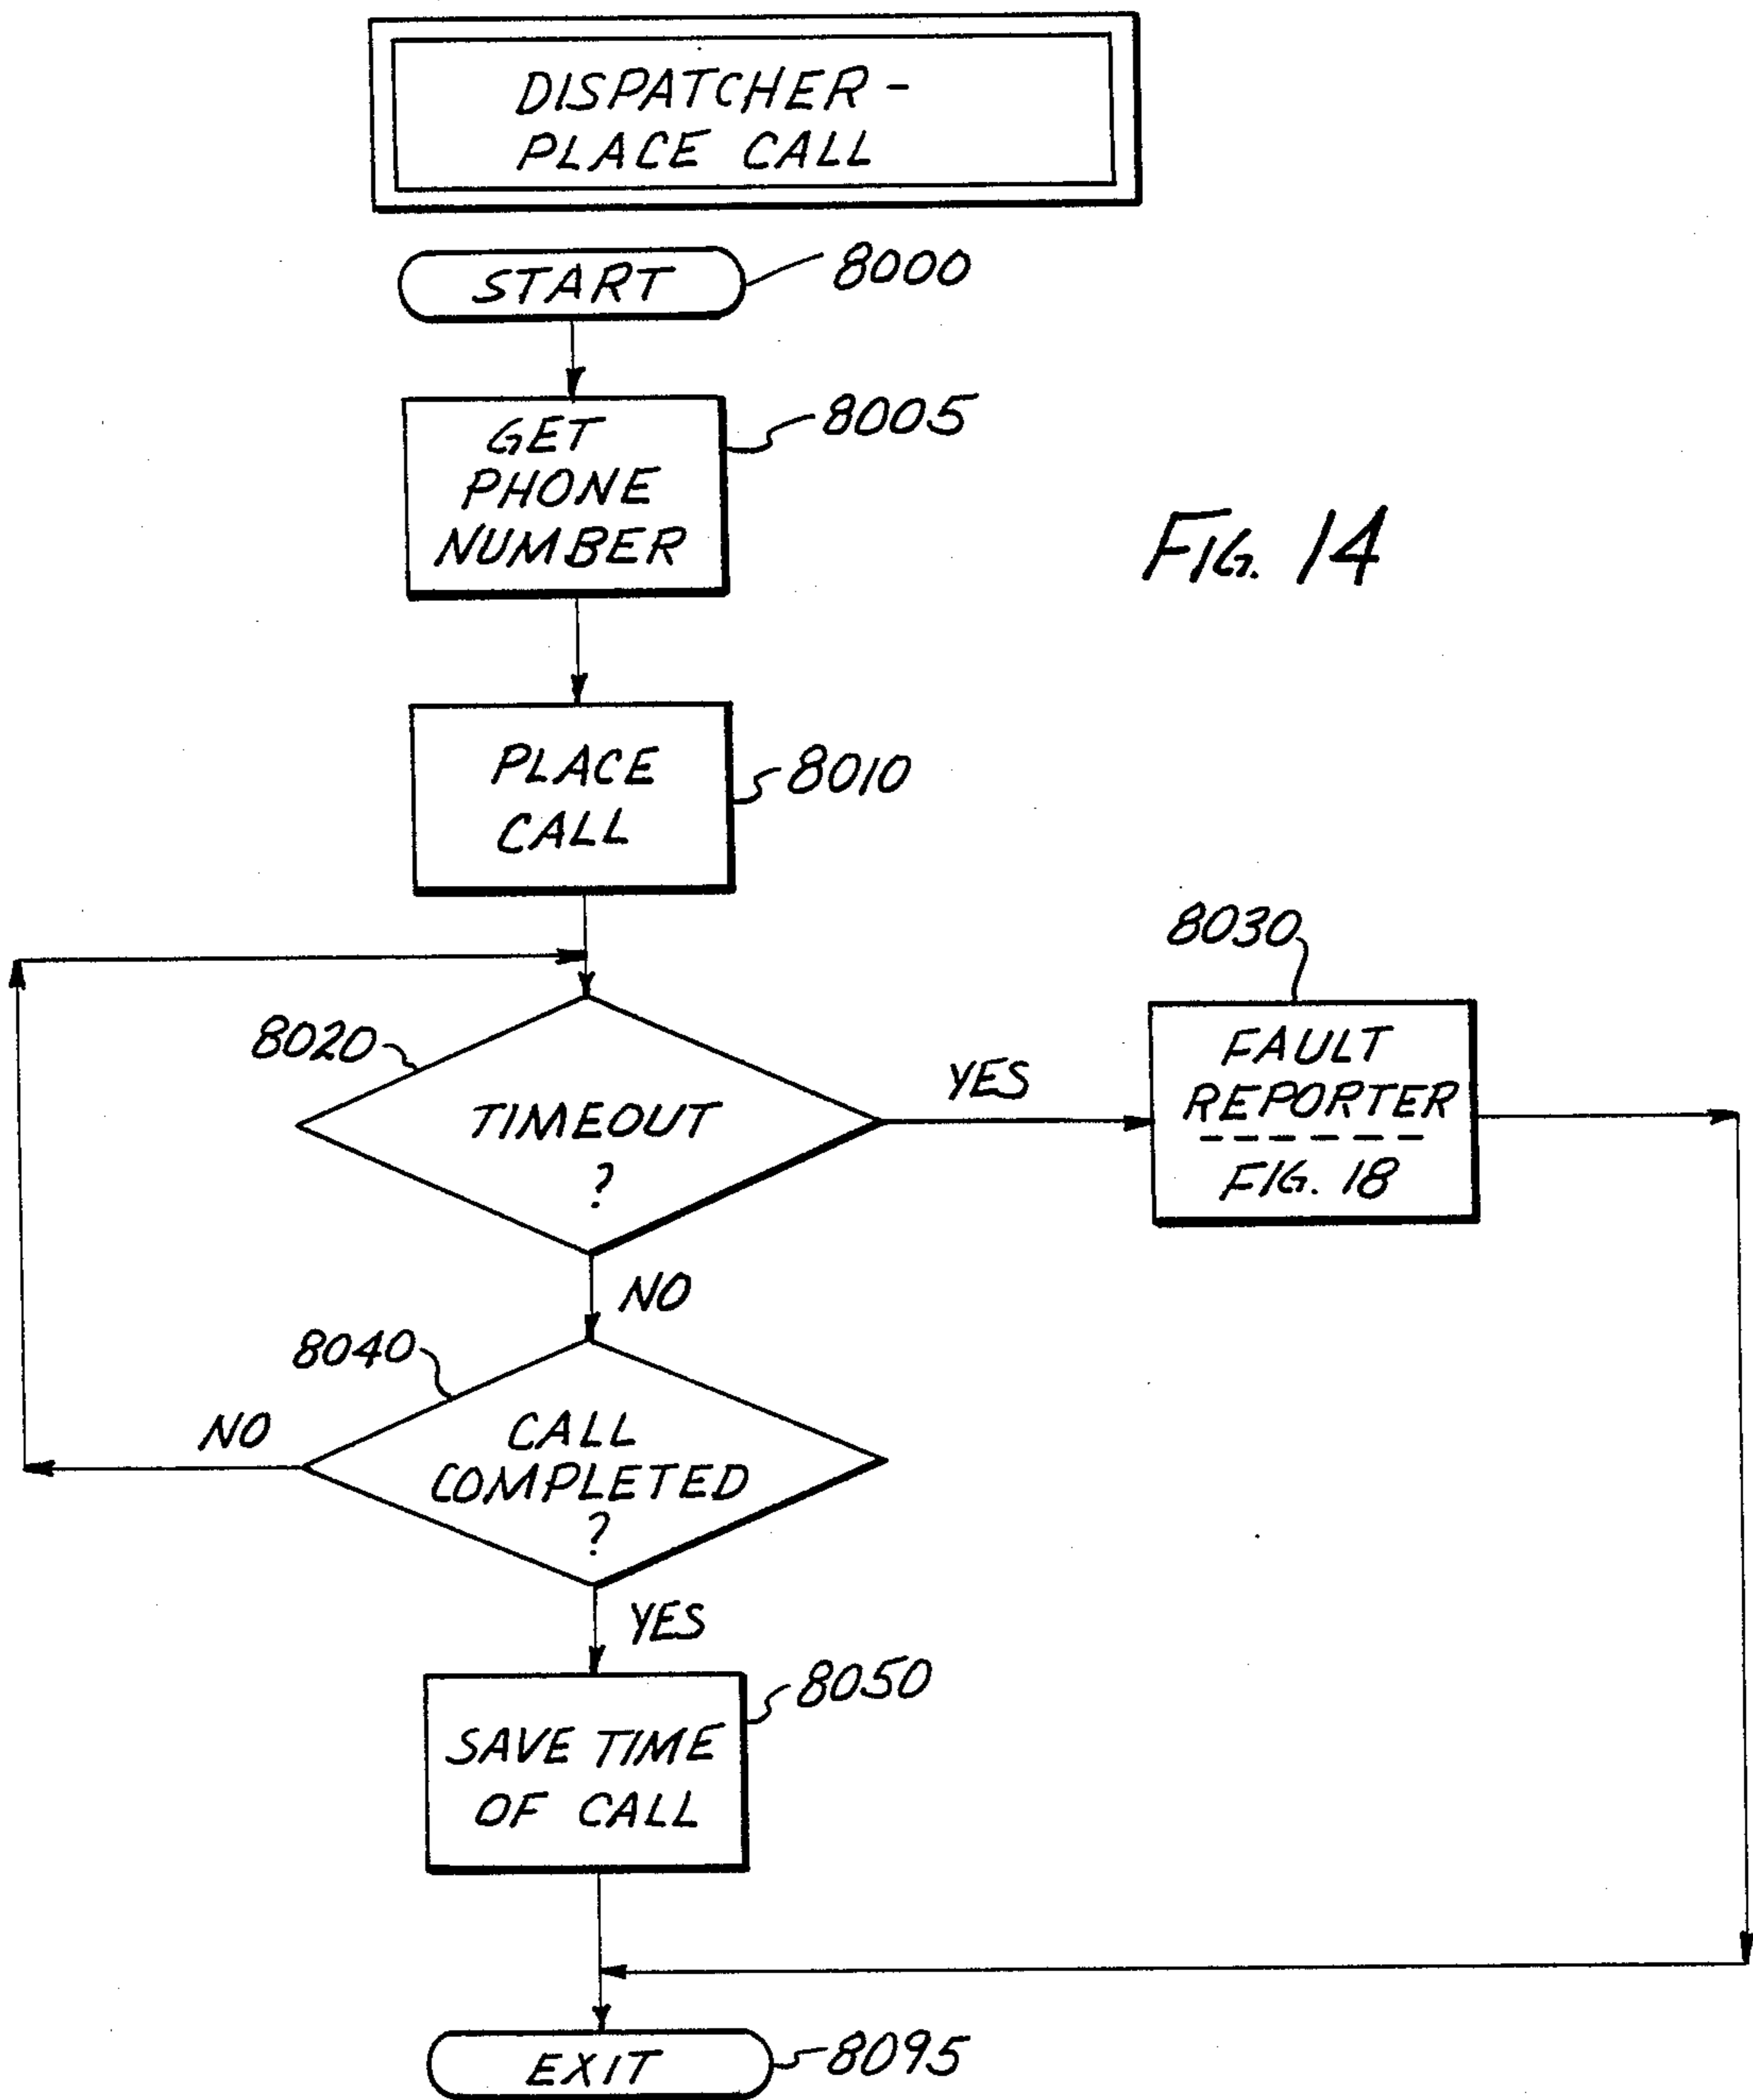 DISPATCHER-
PLACE CALL
START
8000
GET
PHONE
NUMBER
8005
FIG. 14
PLACE
CALL
8010
8020
TIMEOUT
?
YES
8030
FAULT
REPORTER
FIG. 18
NO
8040
CALL
COMPLETED
?
NO
YES
SAVE TIME
OF CALL
8050
EXIT
8095